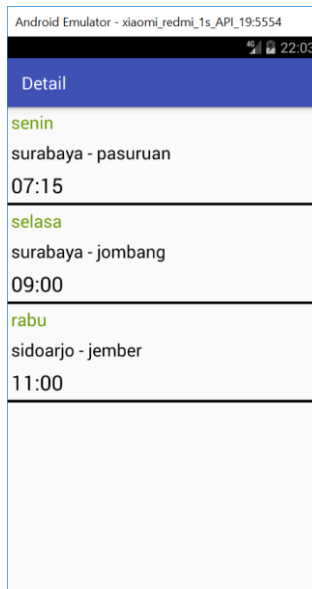 Android Emulator - xiaomi_redmi_1s_API_19:5554
4G 22:03
Detail
senin
surabaya - pasuruan
07:15
selasa
surabaya - jombang
09:00
rabu
sidoarjo - jember
11:00